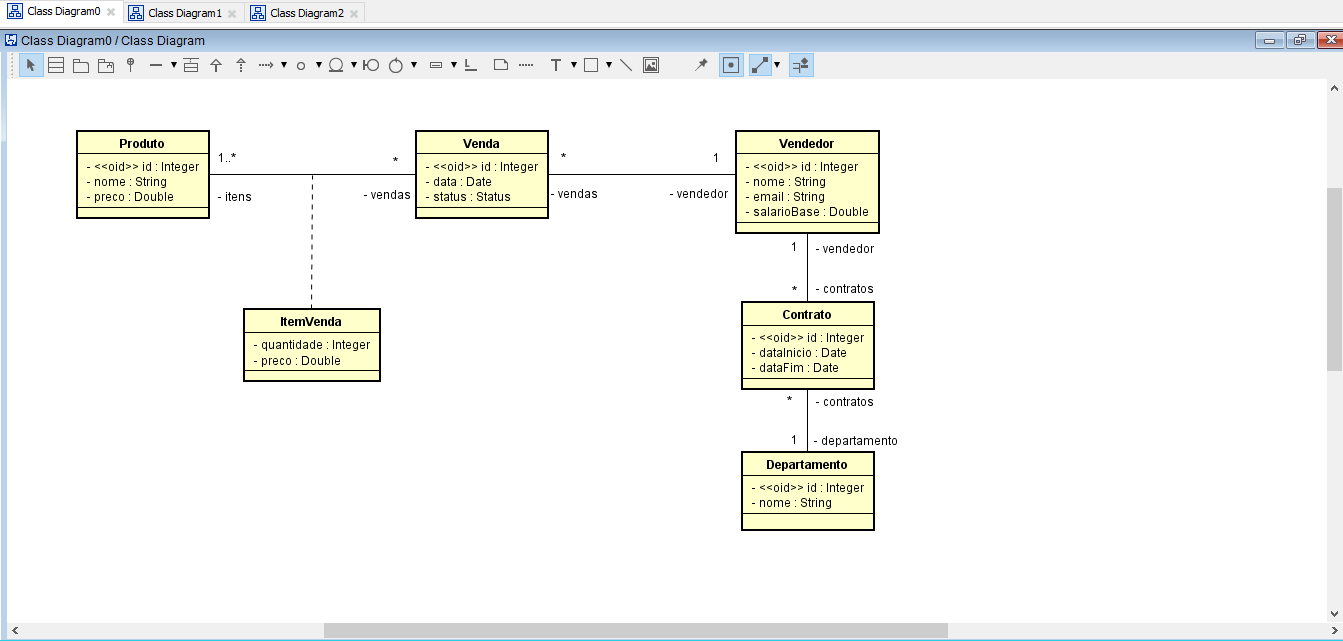 Class Diagram0
Class Diagram1
Class Diagram2
Class Diagram0 / Class Diagram
T
Produto
- <<oid>> id : Integer
- nome : String
- preco : Double
1..*
- itens
*
- vendas
Venda
- <<oid>> id : Integer
- data : Date
- status : Status
*
- vendas
1
- vendedor
Vendedor
- <<oid>> id : Integer
- nome : String
- email : String
- salarioBase : Double
1
- vendedor
*
- contratos
ItemVenda
- quantidade : Integer
- preco : Double
Contrato
- <<oid>> id : Integer
- dataInicio : Date
- dataFim : Date
*
- contratos
1
- departamento
Departamento
- <<oid>> id : Integer
- nome : String